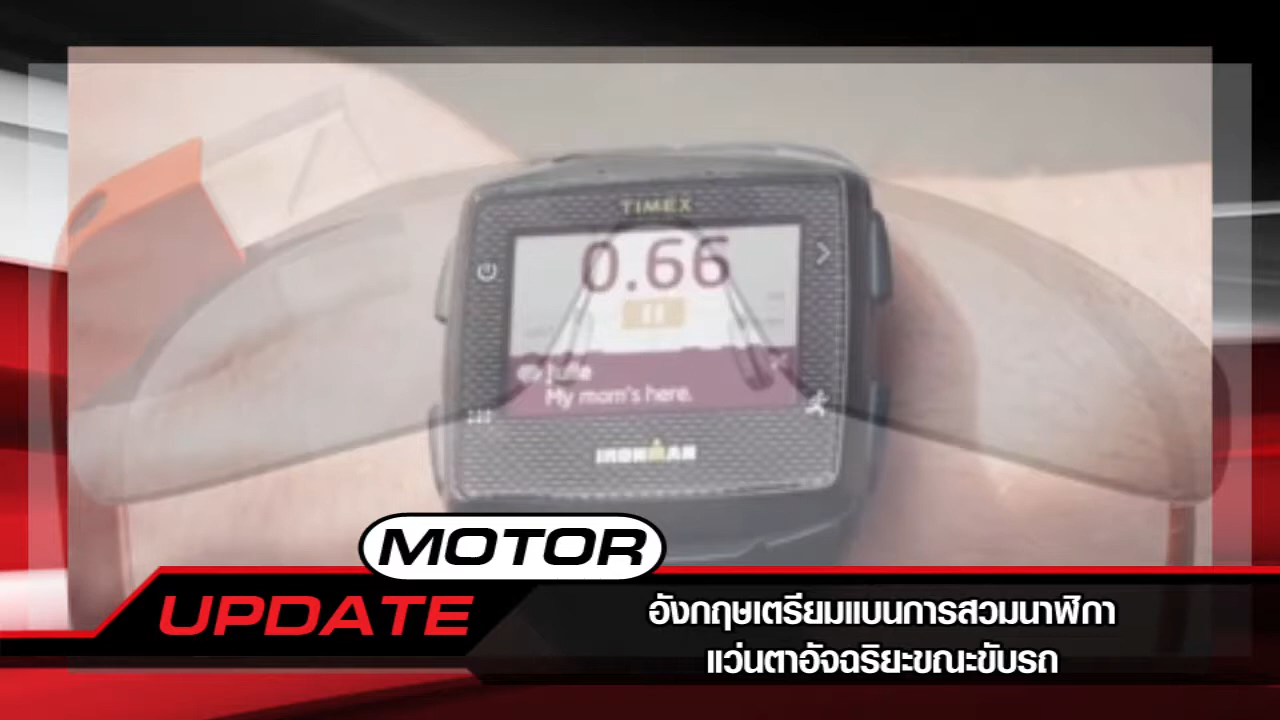 TIMEX
0.66
Julie
My mom's here.
IRONMAN
MOTOR
UPDATE
อังกฤษเตรียมแบนการสวมนาฬิกา
แว่นตาอัจฉริยะขณะขับรถ